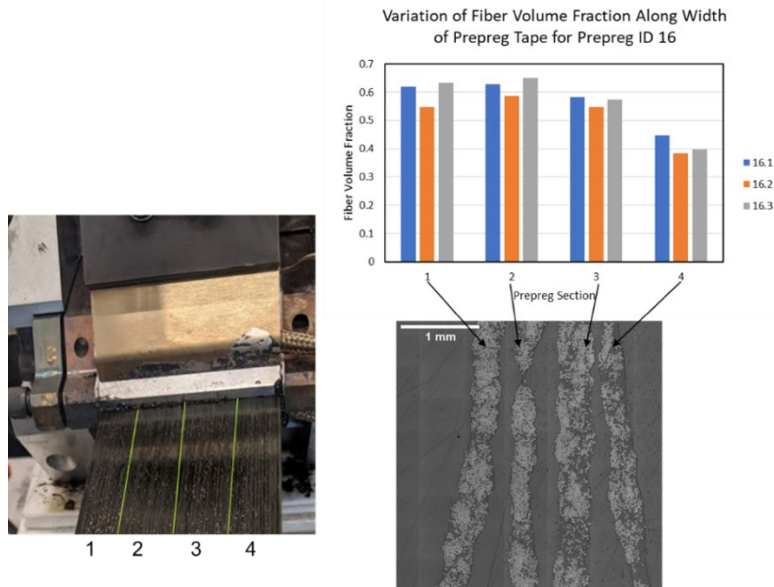 Variation of Fiber Volume Fraction Along Width
of Prepreg Tape for Prepreg ID 16
0.7
0.6
0.5
0.4
0.3
0.2
0.1
0
Fiber Volume Fraction
1 2 3 4
Prepreg Section
16.1
16.2
16.3
1 mm
1 2 3 4